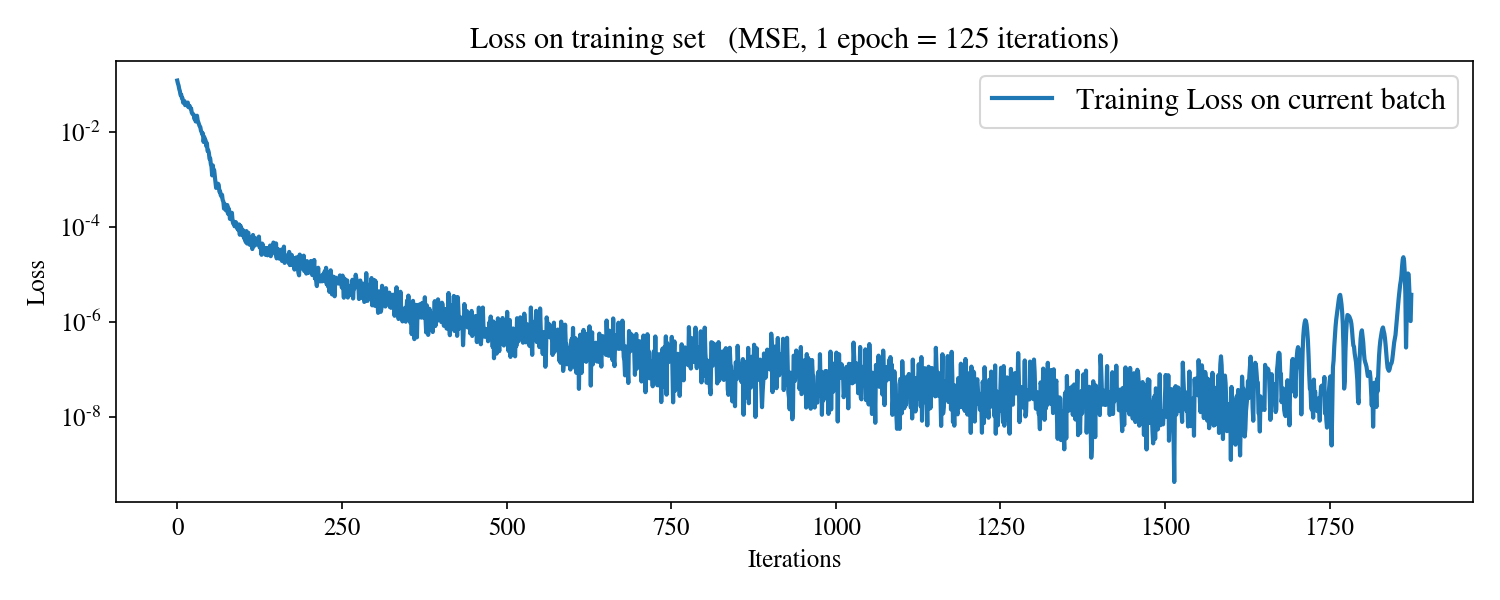 Loss on training set (MSE, 1 epoch = 125 iterations)
Training Loss on current batch
Loss
10-2
10-4
10-6
10-8
0 250 500 750 1000 1250 1500 1750
Iterations